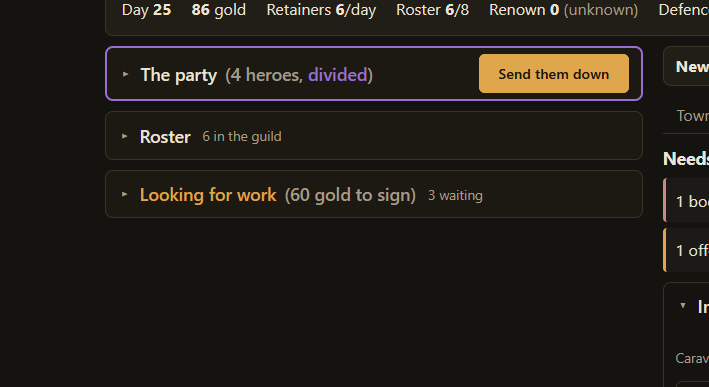 Day 25 86 gold Retainers 6/day Roster 6/8 Renown 0 (unknown) Defenc
The party (4 heroes, divided) Send them down
Roster 6 in the guild
Looking for work (60 gold to sign) 3 waiting
New
Town
Needs
1 bo
1 off
In
Carav